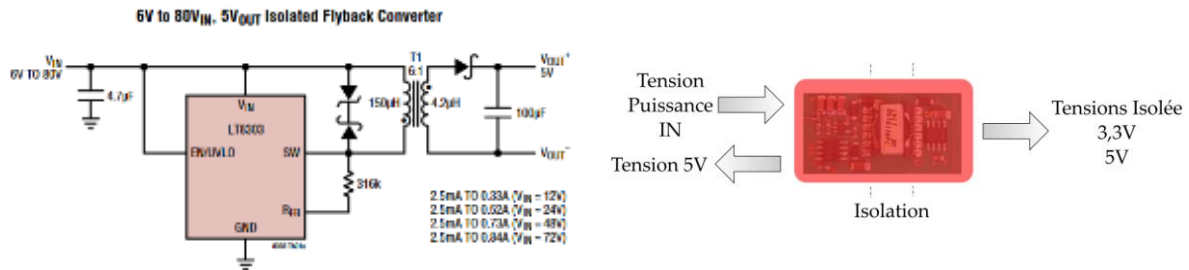 6V to 80VIN, 5VOUT Isolated Flyback Converter
VIN
6V TO 80V
4.7µF
VIN
LT8303
EN/UVLO
SW
RFB
GND
316k
T1
6:1
150µH
4.2µH
VOUT+
5V
100µF
VOUT–
2.5mA TO 0.33A (VIN = 12V)
2.5mA TO 0.52A (VIN = 24V)
2.5mA TO 0.73A (VIN = 48V)
2.5mA TO 0.84A (VIN = 72V)
Tension
Puissance
IN
Tension 5V
Isolation
Tensions Isolée
3,3V
5V